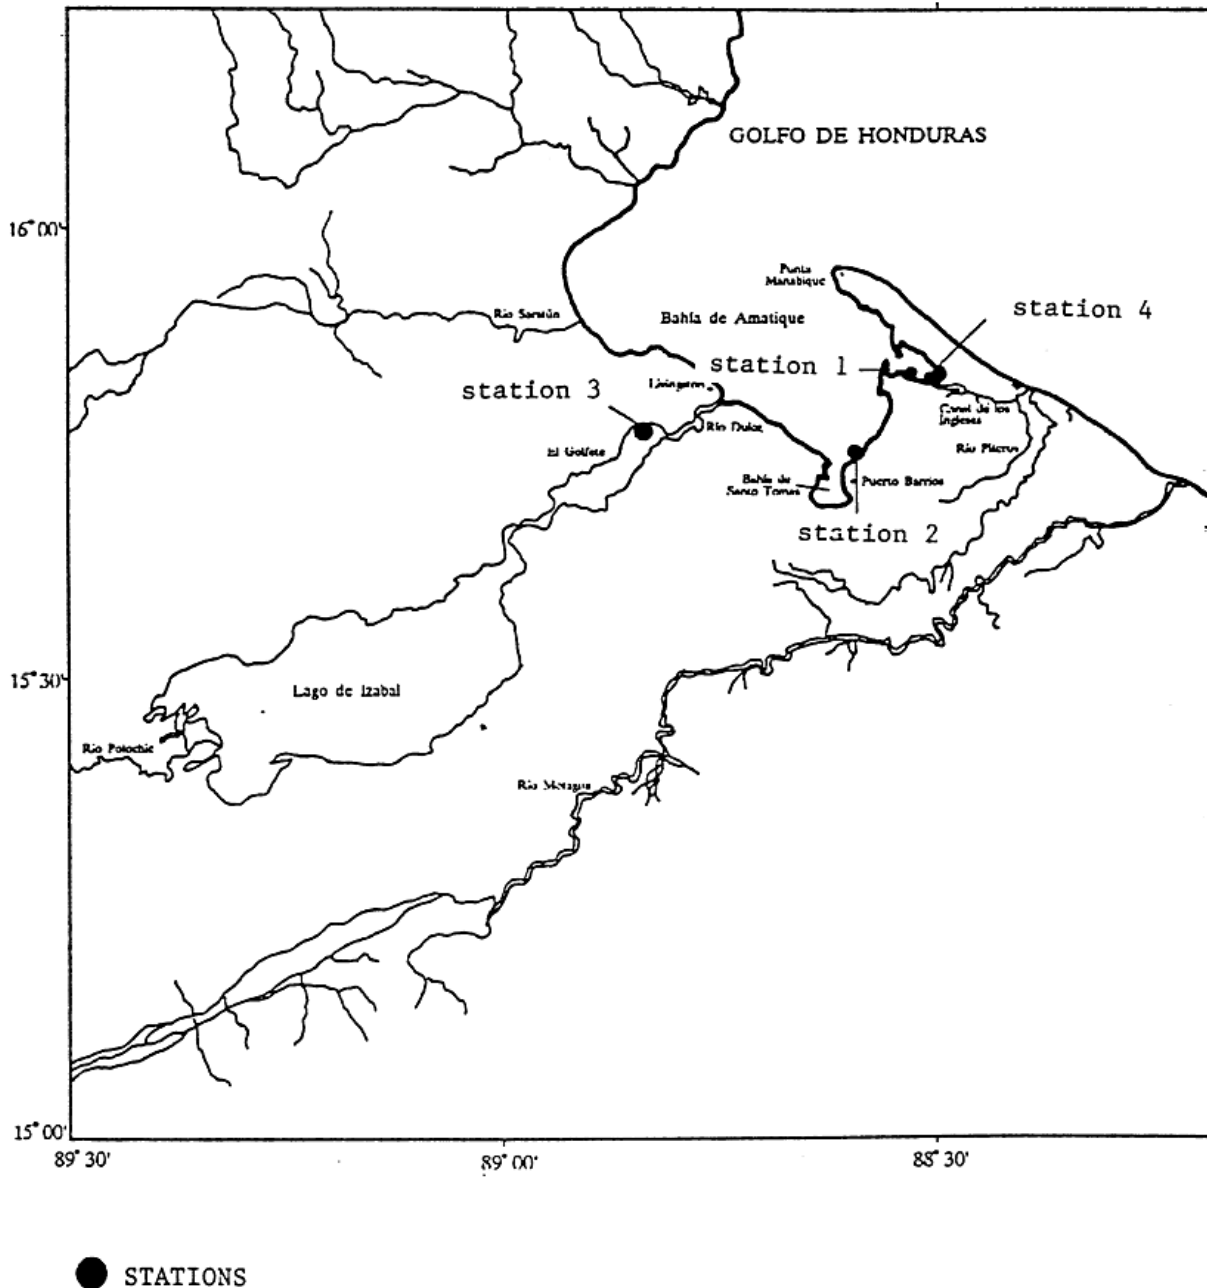 GOLFO DE HONDURAS
16°00'
Punta
Manabique
station 4
Río Sarstún
Bahía de Amatique
station 1
Livingston
station 3
Canal de los
Ingleses
Río Dulce
El Golfete
Río Piteros
Bahía de
Santo Tomas
Puerto Barrios
station 2
15°30'
Lago de Izabal
Río Polochic
Río Motagua
15°00'
89°30'
89°00'
88°30'
STATIONS